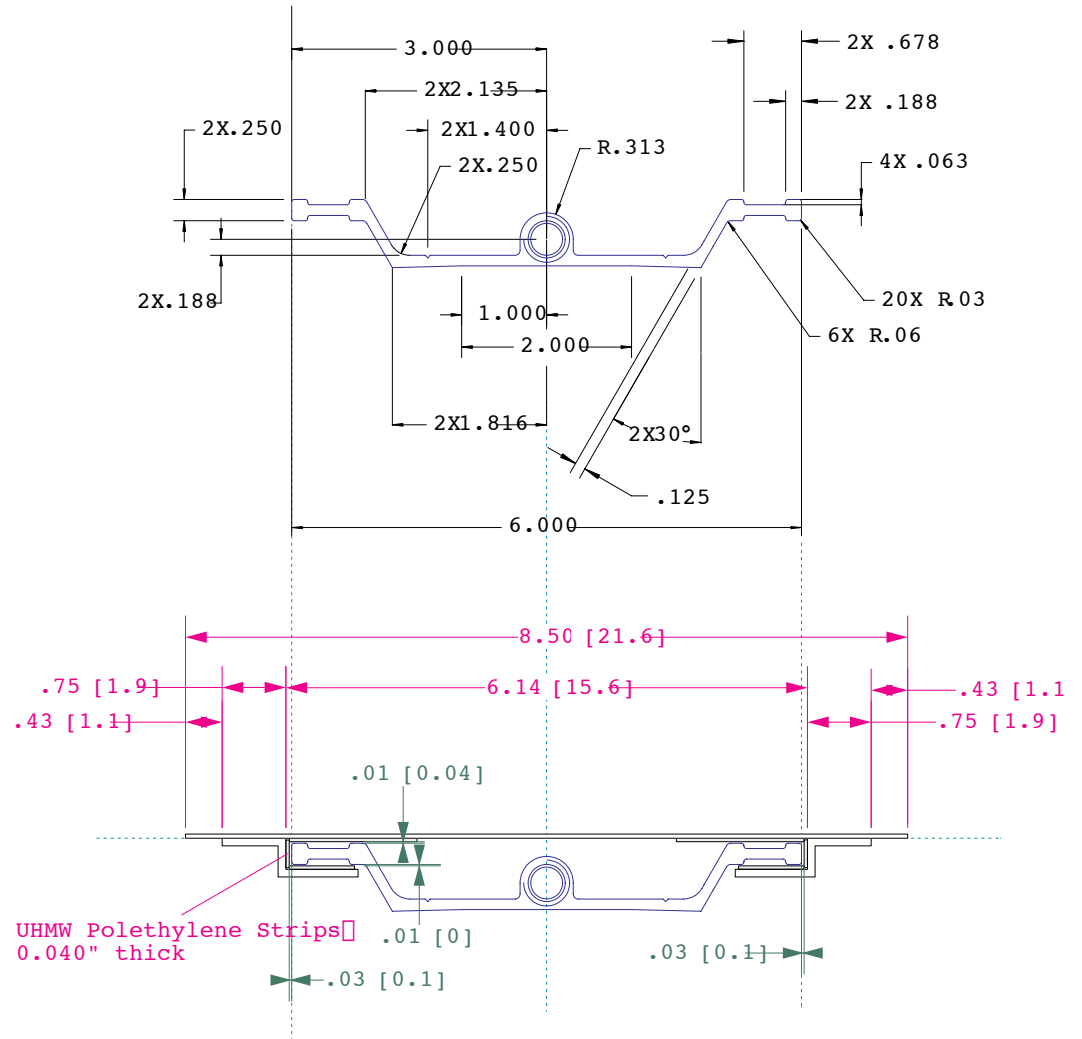 3.000
2X .678
2X2.135
2X .188
2X.250
2X1.400
R.313
2X.250
4X .063
2X.188
1.000
20X R.03
6X R.06
2.000
2X1.816
2X30°
.125
6.000
8.50 [21.6]
.75 [1.9]
6.14 [15.6]
.43 [1.1
.43 [1.1]
.75 [1.9]
.01 [0.04]
UHMW Polethylene Strips
0.040" thick
.01 [0]
.03 [0.1]
.03 [0.1]